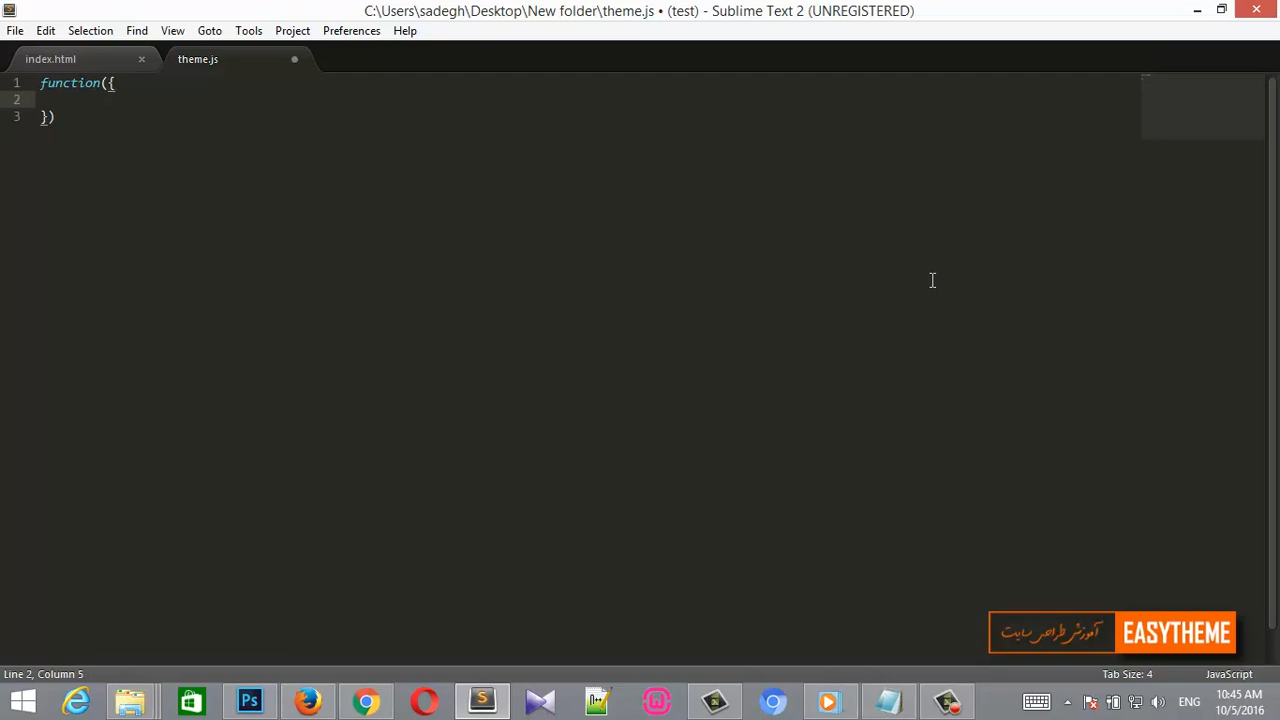 C:\Users\sadegh\Desktop\New folder\theme.js • (test) - Sublime Text 2 (UNREGISTERED)
File Edit Selection View Goto Tools Project Preferences Help
index.html × theme.js
1 function({
2
3 })
آموزش طراحی سایت EASYTHEME
Line 2, Column 5 Tab Size: 4 JavaScript
Ps ENG 10:45 AM
10/5/2016